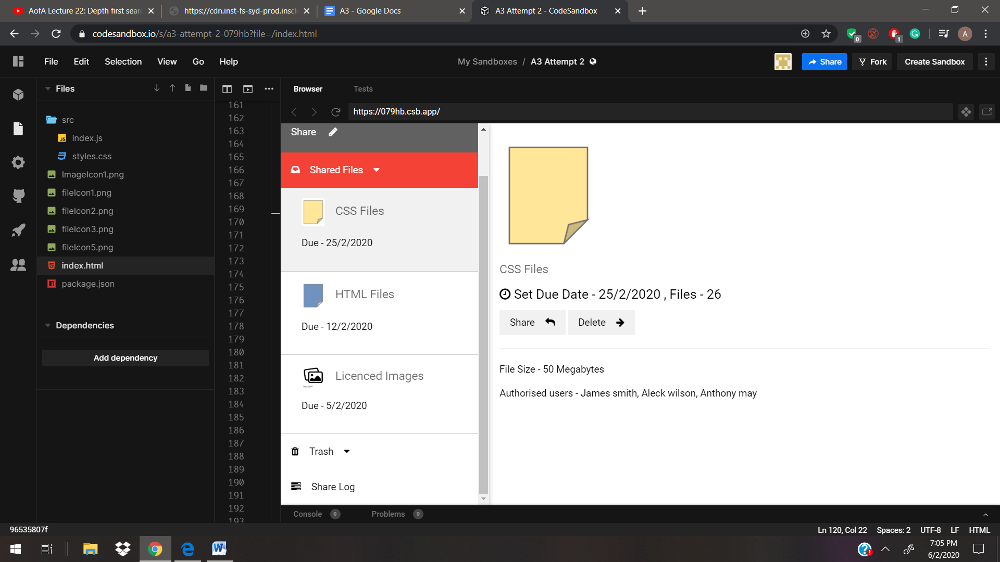 AofA Lecture 22: Depth first sear
https://cdn.inst-fs-syd-prod.inscl
A3 - Google Docs
A3 Attempt 2 - CodeSandbox
codesandbox.io/s/a3-attempt-2-079hb?file=/index.html
0
1
A
File Edit Selection View Go Help
My Sandboxes / A3 Attempt 2
Share
Fork
Create Sandbox
Files
src
index.js
styles.css
ImageIcon1.png
fileIcon1.png
fileIcon2.png
fileIcon3.png
fileIcon5.png
index.html
package.json
Dependencies
Add dependency
161
162
163
164
165
166
167
168
169
170
171
172
173
174
175
176
177
178
179
180
181
182
183
184
185
186
187
188
189
190
191
192
193
Browser
Tests
https://079hb.csb.app/
Share
Shared Files
CSS Files
Due - 25/2/2020
HTML Files
Due - 12/2/2020
Licenced Images
Due - 5/2/2020
Trash
Share Log
CSS Files
Set Due Date - 25/2/2020 , Files - 26
Share
Delete
File Size - 50 Megabytes
Authorised users - James smith, Aleck wilson, Anthony may
Console 0
Problems 0
96535807f
Ln 120, Col 22 Spaces: 2 UTF-8 LF HTML
7:05 PM
6/2/2020